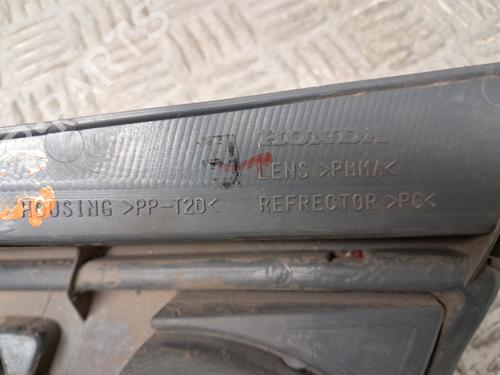 HONDA
LENS >PMMA<
HOUSING >PP-T20<
REFRECTOR >PC<